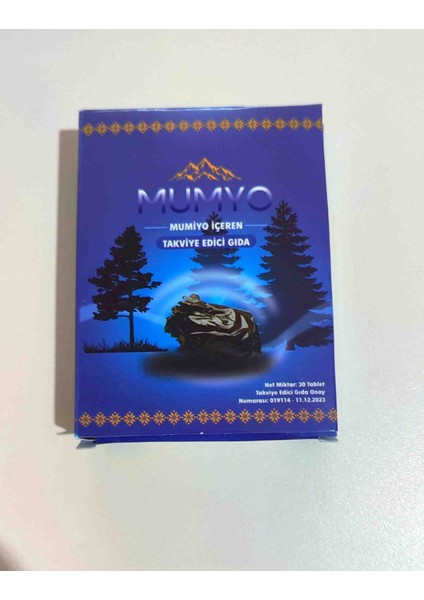 MUMYO
MUMİYO İÇEREN
TAKVİYE EDİCİ GIDA
Net Miktar: 30 Tablet
Takviye Edici Gıda Onay
Numarası: 019114 - 11.12.2023